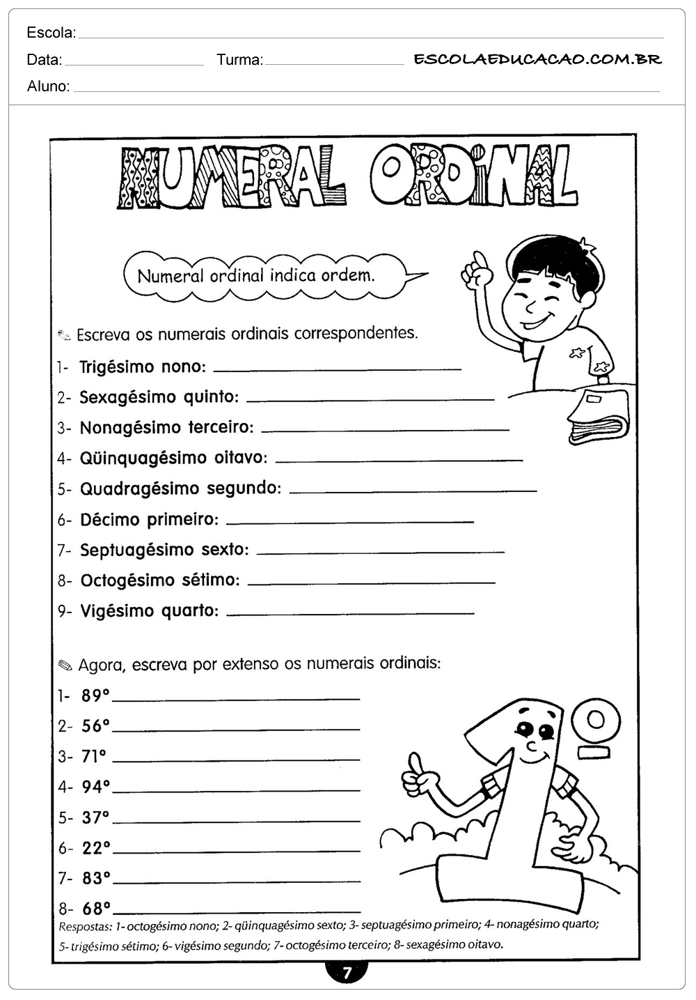 Escola:
Data: Turma: ESCOLAEDUCACAO.COM.BR
Aluno:
NUMERAL ORDiNAL
Numeral ordinal indica ordem.
Escreva os numerais ordinais correspondentes.
1- Trigésimo nono:
2- Sexagésimo quinto:
3- Nonagésimo terceiro:
4- Qüinquagésimo oitavo:
5- Quadragésimo segundo:
6- Décimo primeiro:
7- Septuagésimo sexto:
8- Octogésimo sétimo:
9- Vigésimo quarto:
Agora, escreva por extenso os numerais ordinais:
1- 89º
2- 56º
3- 71º
4- 94º
5- 37º
6- 22º
7- 83º
8- 68º
1º
Respostas: 1- octogésimo nono; 2- qüinquagésimo sexto; 3- septuagésimo primeiro; 4- nonagésimo quarto;
5- trigésimo sétimo; 6- vigésimo segundo; 7- octogésimo terceiro; 8- sexagésimo oitavo.
7